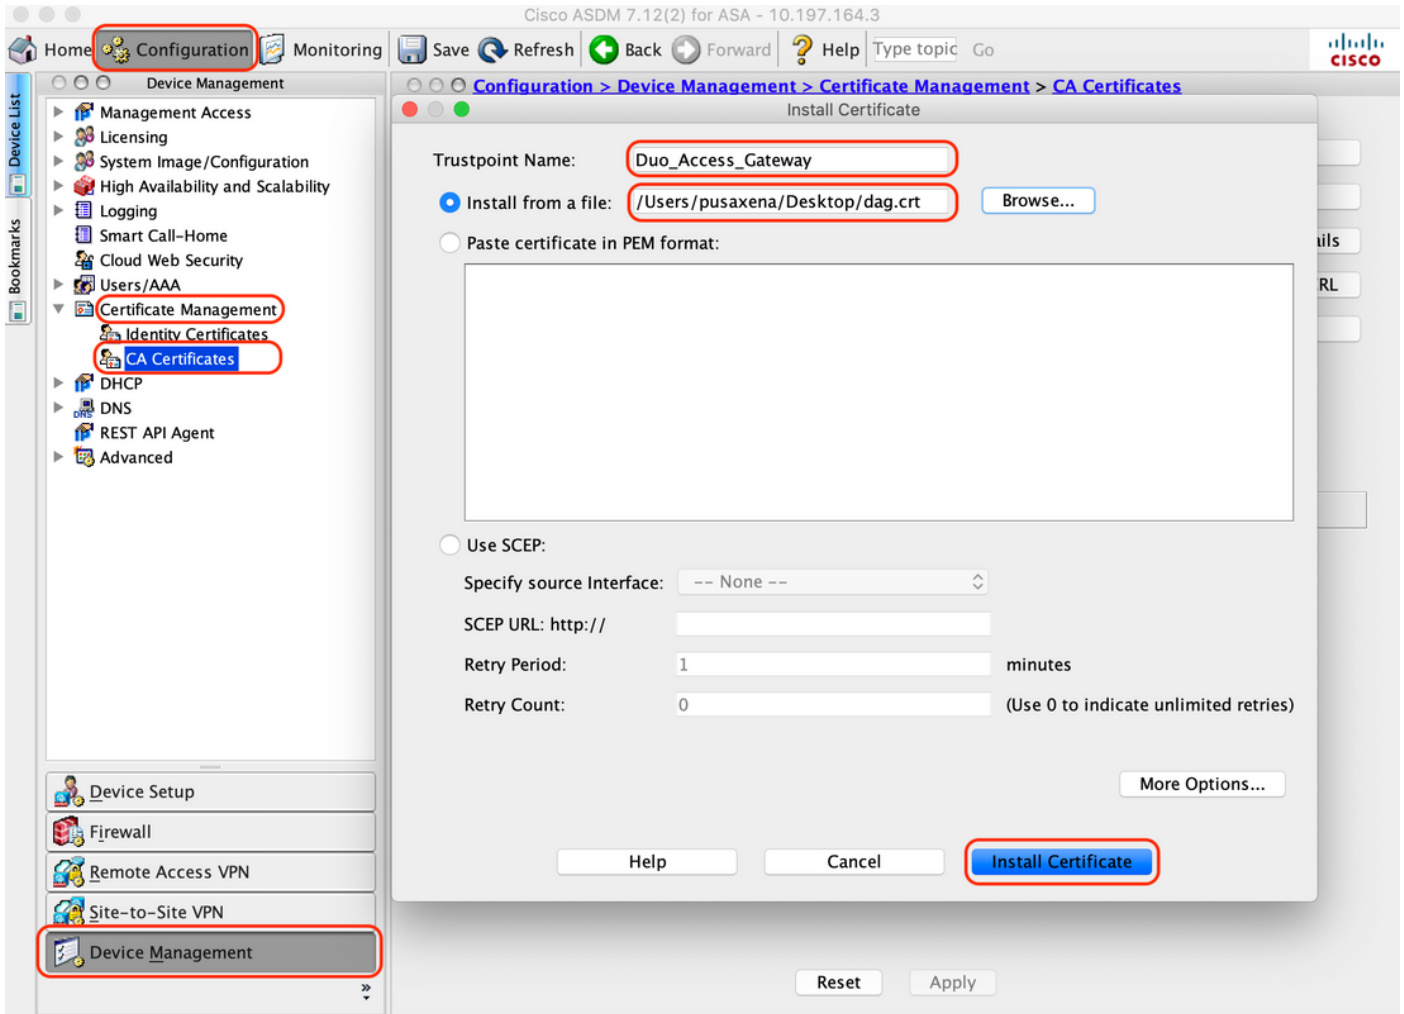 Cisco ASDM 7.12(2) for ASA - 10.197.164.3
Home Configuration Monitoring Save Refresh Back Forward Help Type topic Go
CISCO
Device List
Bookmarks
Device Management
Management Access
Licensing
System Image/Configuration
High Availability and Scalability
Logging
Smart Call-Home
Cloud Web Security
Users/AAA
Certificate Management
Identity Certificates
CA Certificates
DHCP
DNS
REST API Agent
Advanced
Device Setup
Firewall
Remote Access VPN
Site-to-Site VPN
Device Management
Configuration > Device Management > Certificate Management > CA Certificates
Install Certificate
Trustpoint Name: Duo_Access_Gateway
Install from a file: /Users/pusaxena/Desktop/dag.crt Browse...
Paste certificate in PEM format:
ails
RL
Use SCEP:
Specify source Interface: -- None --
SCEP URL: http://
Retry Period: 1 minutes
Retry Count: 0 (Use 0 to indicate unlimited retries)
More Options...
Help Cancel Install Certificate
Reset Apply